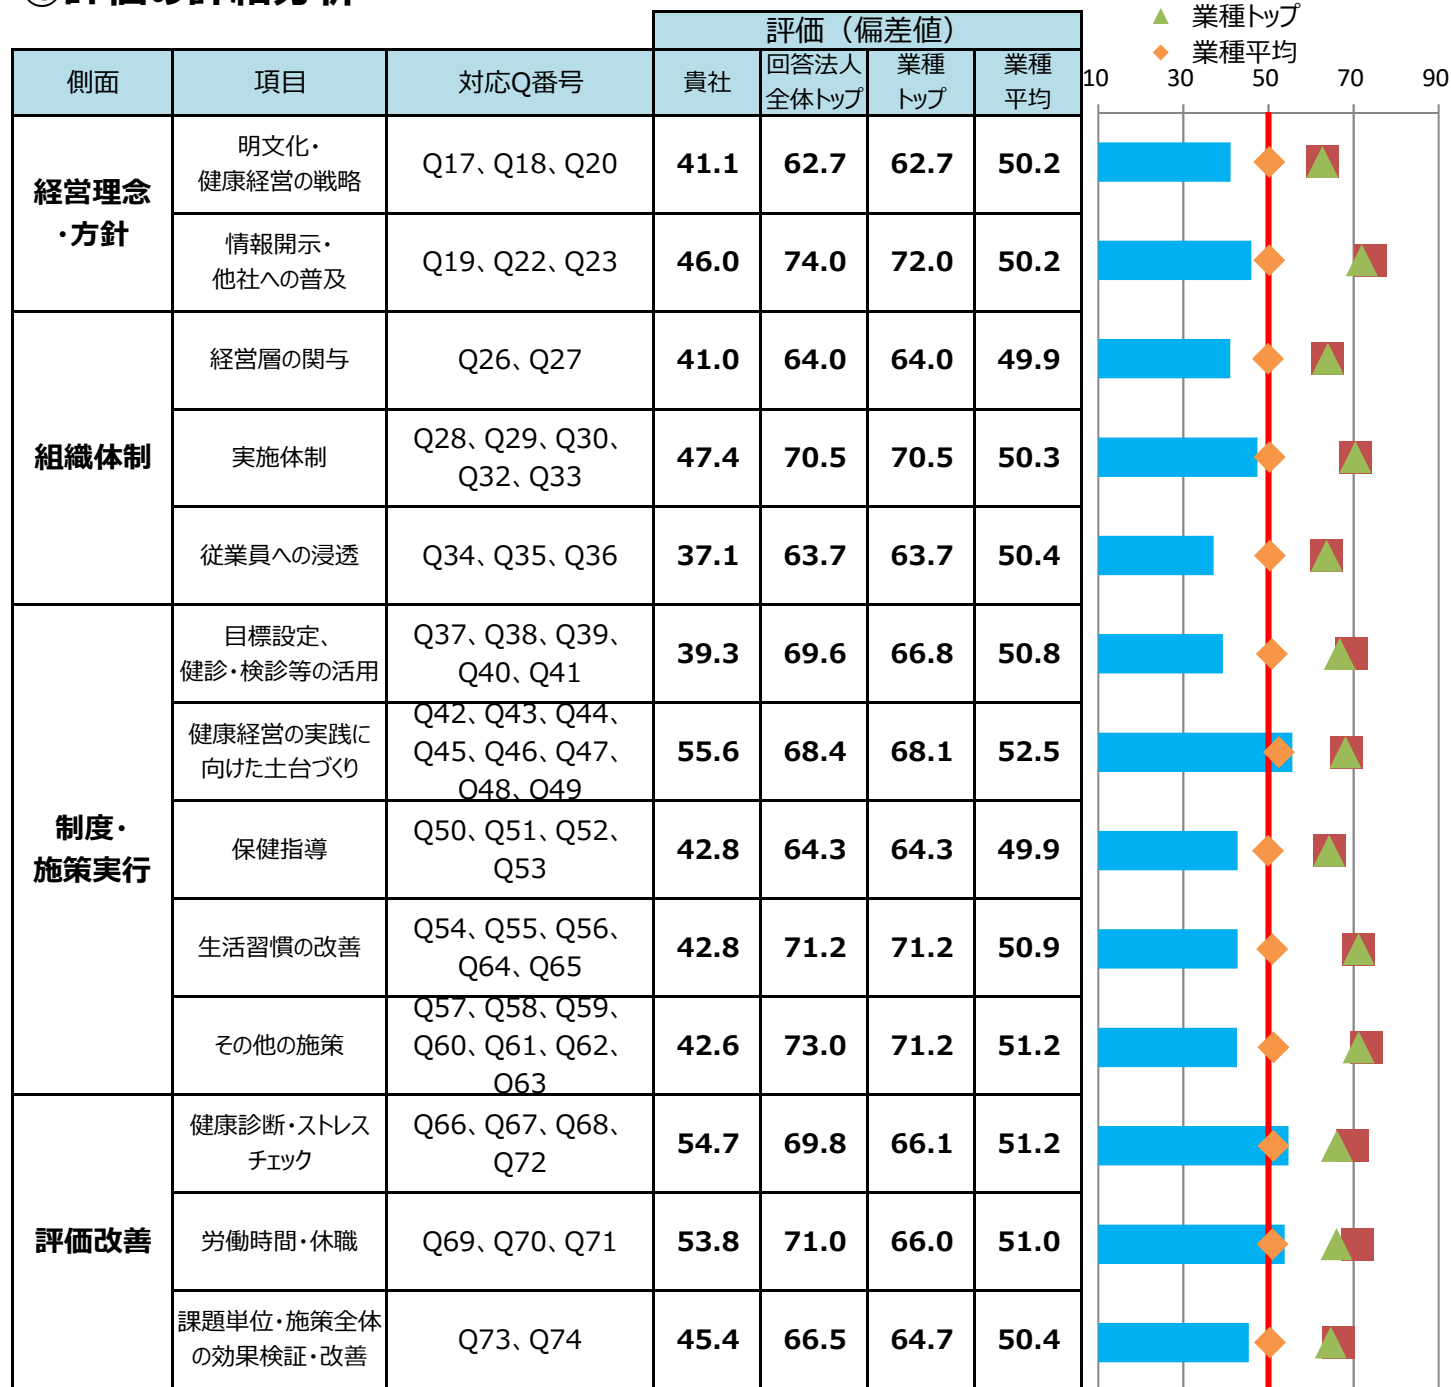 ③評価の詳細分析
▲ 業種トップ
◆ 業種平均
評価（偏差値）
側面 項目 対応Q番号 貴社 回答法人全体トップ 業種トップ 業種平均
10 30 50 70 90
経営理念・方針
明文化・健康経営の戦略 Q17、Q18、Q20 41.1 62.7 62.7 50.2
情報開示・他社への普及 Q19、Q22、Q23 46.0 74.0 72.0 50.2
組織体制
経営層の関与 Q26、Q27 41.0 64.0 64.0 49.9
実施体制 Q28、Q29、Q30、Q32、Q33 47.4 70.5 70.5 50.3
従業員への浸透 Q34、Q35、Q36 37.1 63.7 63.7 50.4
制度・施策実行
目標設定、健診・検診等の活用 Q37、Q38、Q39、Q40、Q41 39.3 69.6 66.8 50.8
健康経営の実践に向けた土台づくり Q42、Q43、Q44、Q45、Q46、Q47、Q48、Q49 55.6 68.4 68.1 52.5
保健指導 Q50、Q51、Q52、Q53 42.8 64.3 64.3 49.9
生活習慣の改善 Q54、Q55、Q56、Q64、Q65 42.8 71.2 71.2 50.9
その他の施策 Q57、Q58、Q59、Q60、Q61、Q62、Q63 42.6 73.0 71.2 51.2
評価改善
健康診断・ストレスチェック Q66、Q67、Q68、Q72 54.7 69.8 66.1 51.2
労働時間・休職 Q69、Q70、Q71 53.8 71.0 66.0 51.0
課題単位・施策全体の効果検証・改善 Q73、Q74 45.4 66.5 64.7 50.4